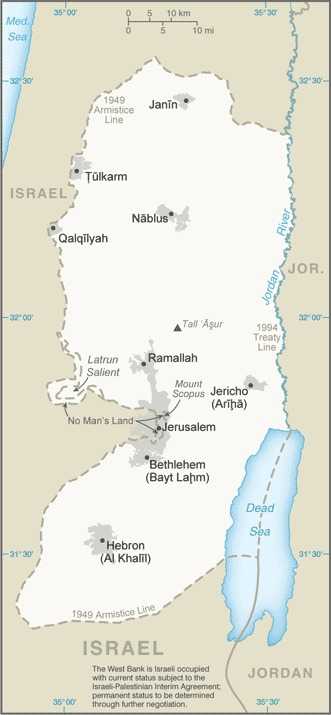 35°00'
35°30'
Med.
Sea
0 5 10 km
0 5 10 mi
32°30'
32°30'
1949
Armistice
Line
Janīn
ISRAEL
Ţūlkarm
Nāblus
Qalqīlyah
Jordan River
JOR.
Tall ‘Āşur
32°00'
32°00'
1994
Treaty
Line
Latrun
Salient
Ramallah
Mount
Scopus
Jericho
(Arīḩā)
No Man's Land
Jerusalem
Bethlehem
(Bayt Laḩm)
Dead
Sea
31°30'
31°30'
Hebron
(Al Khalīl)
1949 Armistice Line
ISRAEL
The West Bank is Israeli occupied
with current status subject to the
Israeli-Palestinian Interim Agreement;
permanent status to be determined
through further negotiation.
JORDAN
35°00'
35°30'